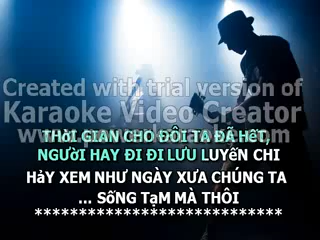 Created with trial version of
Karaoke Video Creator
THỜI GIAN CHO ĐÔI TA ĐÃ HếT,
NGƯỜI HAY ĐI ĐI LƯU LUYếN CHI
HảY XEM NHƯ NGÀY XƯA CHÚNG TA
... SốNG TạM MÀ THÔI
****************************